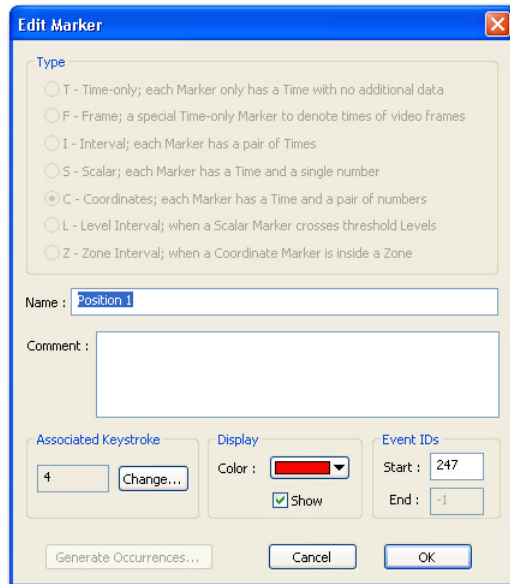 Edit Marker
Type
T - Time-only; each Marker only has a Time with no additional data
F - Frame; a special Time-only Marker to denote times of video frames
I - Interval; each Marker has a pair of Times
S - Scalar; each Marker has a Time and a single number
C - Coordinates; each Marker has a Time and a pair of numbers
L - Level Interval; when a Scalar Marker crosses threshold Levels
Z - Zone Interval; when a Coordinate Marker is inside a Zone
Name : Position 1
Comment :
Associated Keystroke
4 Change...
Display
Color :
Show
Event IDs
Start : 247
End : -1
Generate Occurrences... Cancel OK